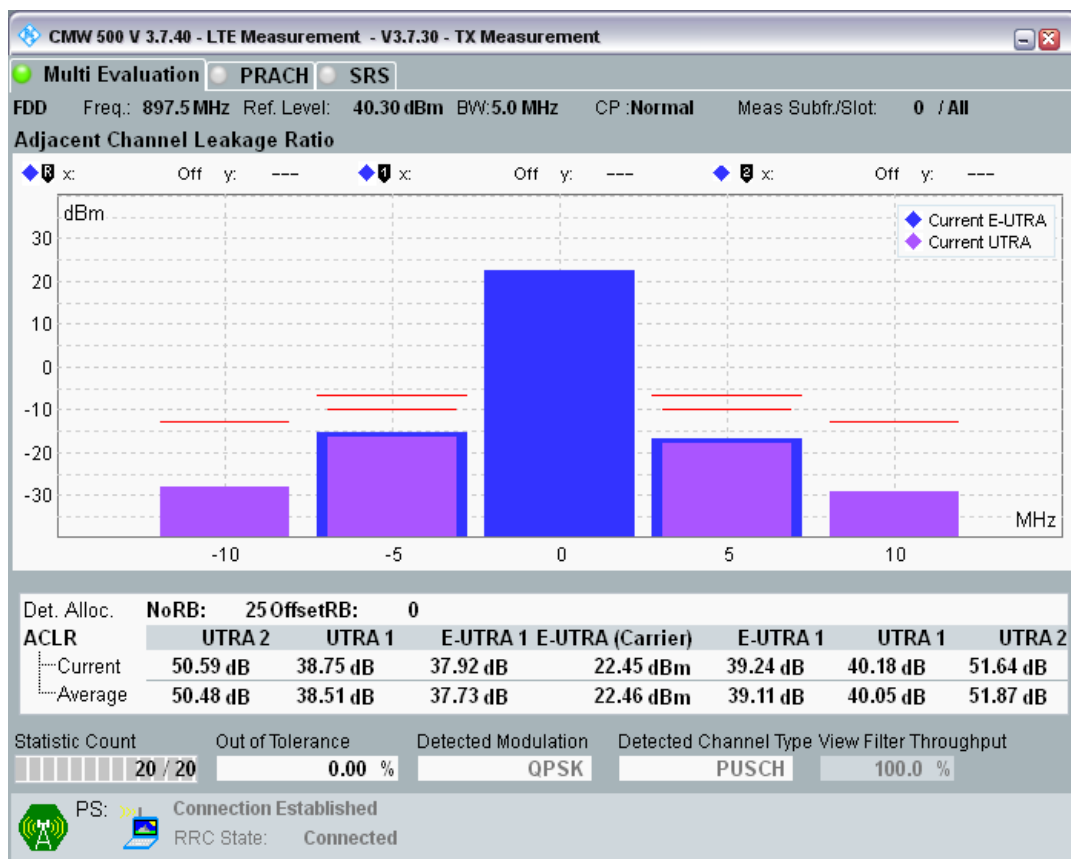 CMW 500 V 3.7.40 - LTE Measurement - V3.7.30 - TX Measurement
Multi Evaluation PRACH SRS
FDD Freq.: 897.5 MHz Ref. Level: 40.30 dBm BW:5.0 MHz CP :Normal Meas Subfr./Slot: 0 / All
Adjacent Channel Leakage Ratio
R x: Off y: --- 1 x: Off y: --- 2 x: Off y: ---
dBm
Current E-UTRA
Current UTRA
30
20
10
0
-10
-20
-30
MHz
-10 -5 0 5 10
Det. Alloc. NoRB: 25 OffsetRB: 0
ACLR UTRA 2 UTRA 1 E-UTRA 1 E-UTRA (Carrier) E-UTRA 1 UTRA 1 UTRA 2
Current 50.59 dB 38.75 dB 37.92 dB 22.45 dBm 39.24 dB 40.18 dB 51.64 dB
Average 50.48 dB 38.51 dB 37.73 dB 22.46 dBm 39.11 dB 40.05 dB 51.87 dB
Statistic Count Out of Tolerance Detected Modulation Detected Channel Type View Filter Throughput
20 / 20 0.00 % QPSK PUSCH 100.0 %
PS: Connection Established
RRC State: Connected